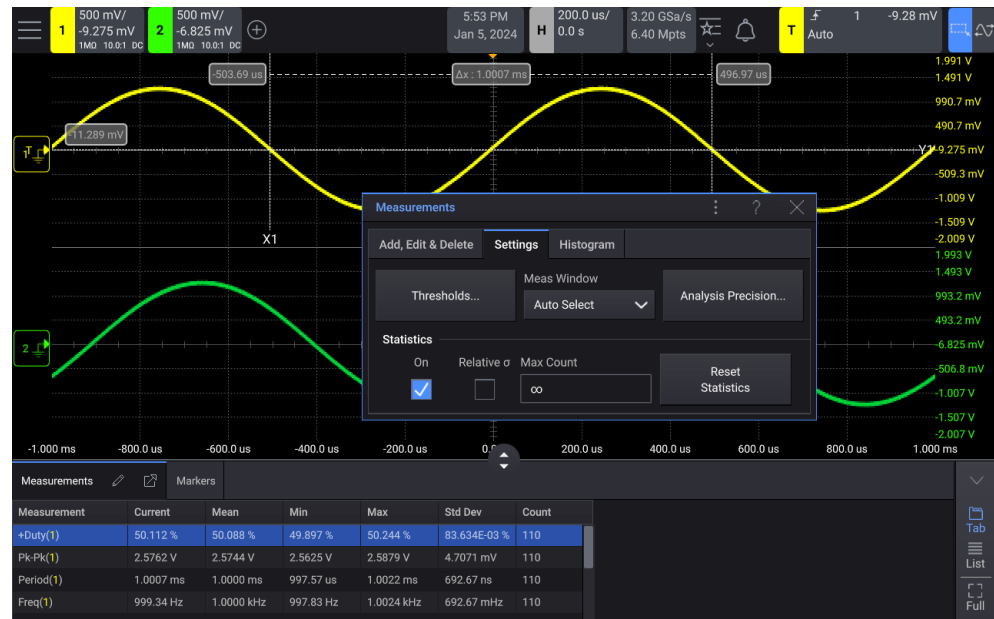 1 500 mV/ -9.275 mV 1MΩ 10.0:1 DC
2 500 mV/ -6.825 mV 1MΩ 10.0:1 DC
5:53 PM
Jan 5, 2024
H 200.0 us/ 0.0 s
3.20 GSa/s
6.40 Mpts
T 1 -9.28 mV
Auto
1.991 V
-503.69 us Δx : 1.0007 ms 496.97 us 1.491 V
990.7 mV
-11.289 mV 490.7 mV
1T Y1 -9.275 mV
-509.3 mV
-1.009 V
-1.509 V
X1 -2.009 V
1.993 V
1.493 V
993.2 mV
493.2 mV
2 -6.825 mV
-506.8 mV
-1.007 V
-1.507 V
-2.007 V
Measurements ?
Add, Edit & Delete Settings Histogram
Meas Window
Thresholds... Auto Select Analysis Precision...
Statistics
On Relative σ Max Count
∞
Reset
Statistics
-1.000 ms -800.0 us -600.0 us -400.0 us -200.0 us 200.0 us 400.0 us 600.0 us 800.0 us 1.000 ms
Measurements Markers
Measurement Current Mean Min Max Std Dev Count
+Duty(1) 50.112 % 50.088 % 49.897 % 50.244 % 83.634E-03 % 110
Pk-Pk(1) 2.5762 V 2.5744 V 2.5625 V 2.5879 V 4.7071 mV 110
Period(1) 1.0007 ms 1.0000 ms 997.57 us 1.0022 ms 692.67 ns 110
Freq(1) 999.34 Hz 1.0000 kHz 997.83 Hz 1.0024 kHz 692.67 mHz 110
Tab
List
Full